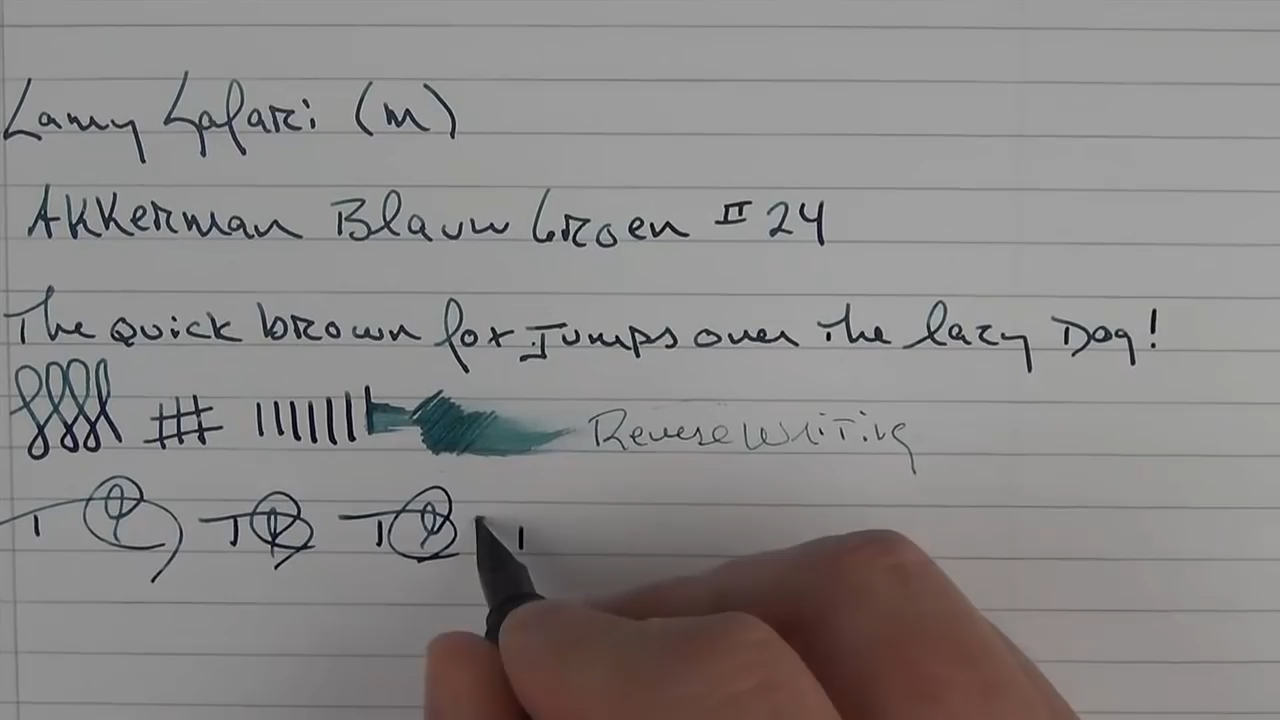 Lamy Safari (m)
Akkerman Blauw Groen # 24
The quick brown fox Jumps over the lazy Dog!
Reverse Writing